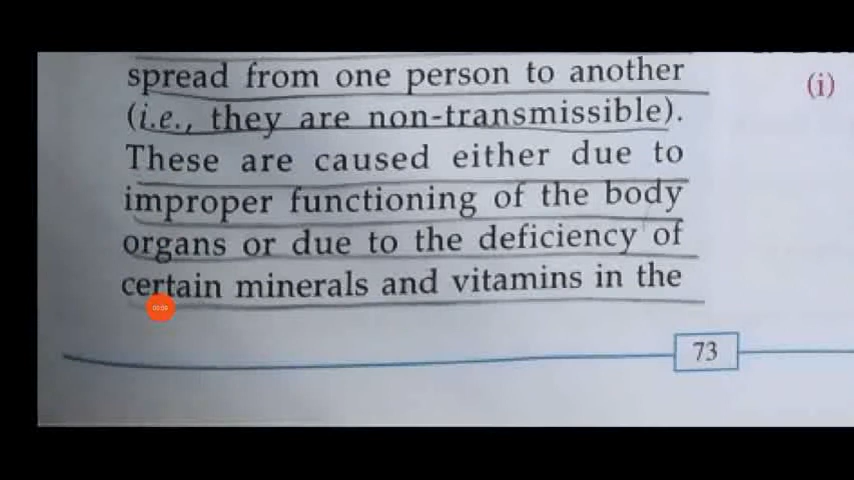 spread from one person to another
(i.e., they are non-transmissible).
These are caused either due to
improper functioning of the body
organs or due to the deficiency of
certain minerals and vitamins in the
73
(i)